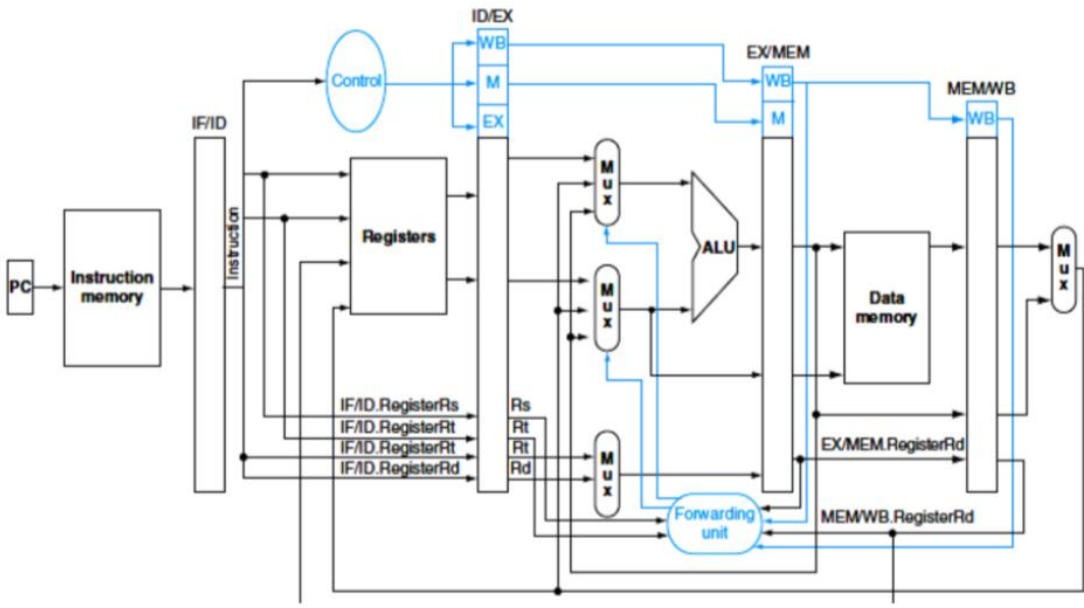 ID/EX
WB
EX/MEM
Control
M
WB
MEM/WB
IF/ID
EX
M
WB
Mux
Instruction
Registers
ALU
Mux
PC
Instruction
memory
Mux
Data
memory
IF/ID.RegisterRs
Rs
IF/ID.RegisterRt
Rt
IF/ID.RegisterRt
Rt
IF/ID.RegisterRd
Rd
Mux
EX/MEM.RegisterRd
Forwarding
unit
MEM/WB.RegisterRd